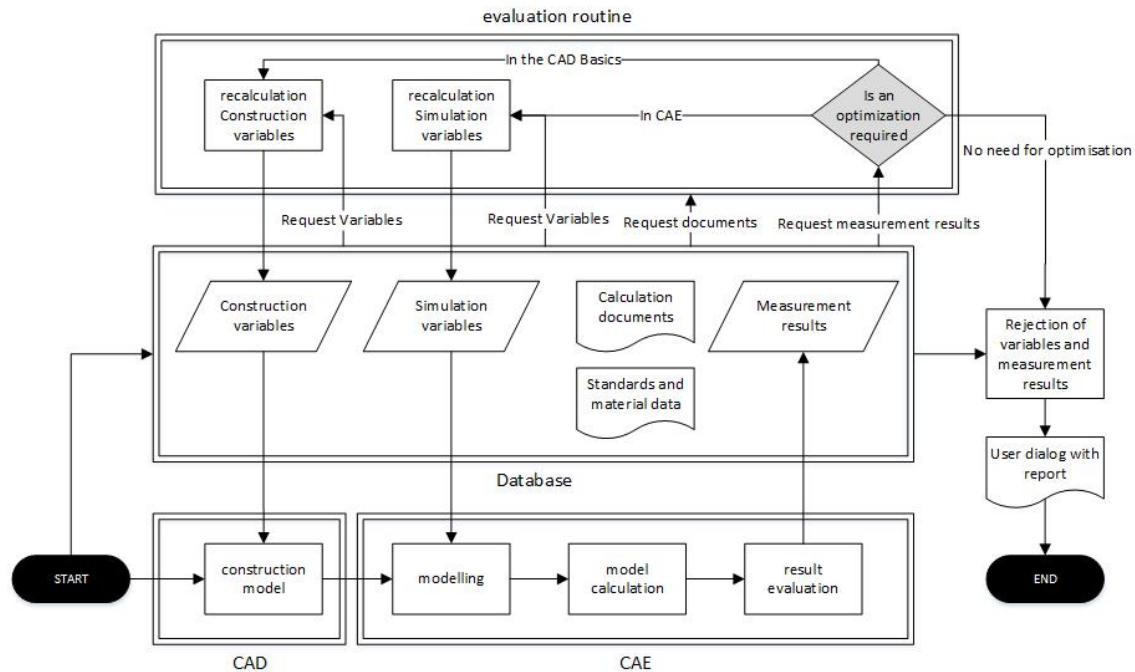 evaluation routine
In the CAD Basics
recalculation
Construction
variables
recalculation
Simulation
variables
In CAE
Is an
optimization
required
No need for optimisation
Request Variables
Request Variables
Request documents
Request measurement results
Construction
variables
Simulation
variables
Calculation
documents
Measurement
results
Standards and
material data
Rejection of
variables and
measurement
results
User dialog with
report
Database
START
construction
model
modelling
model
calculation
result
evaluation
END
CAD
CAE